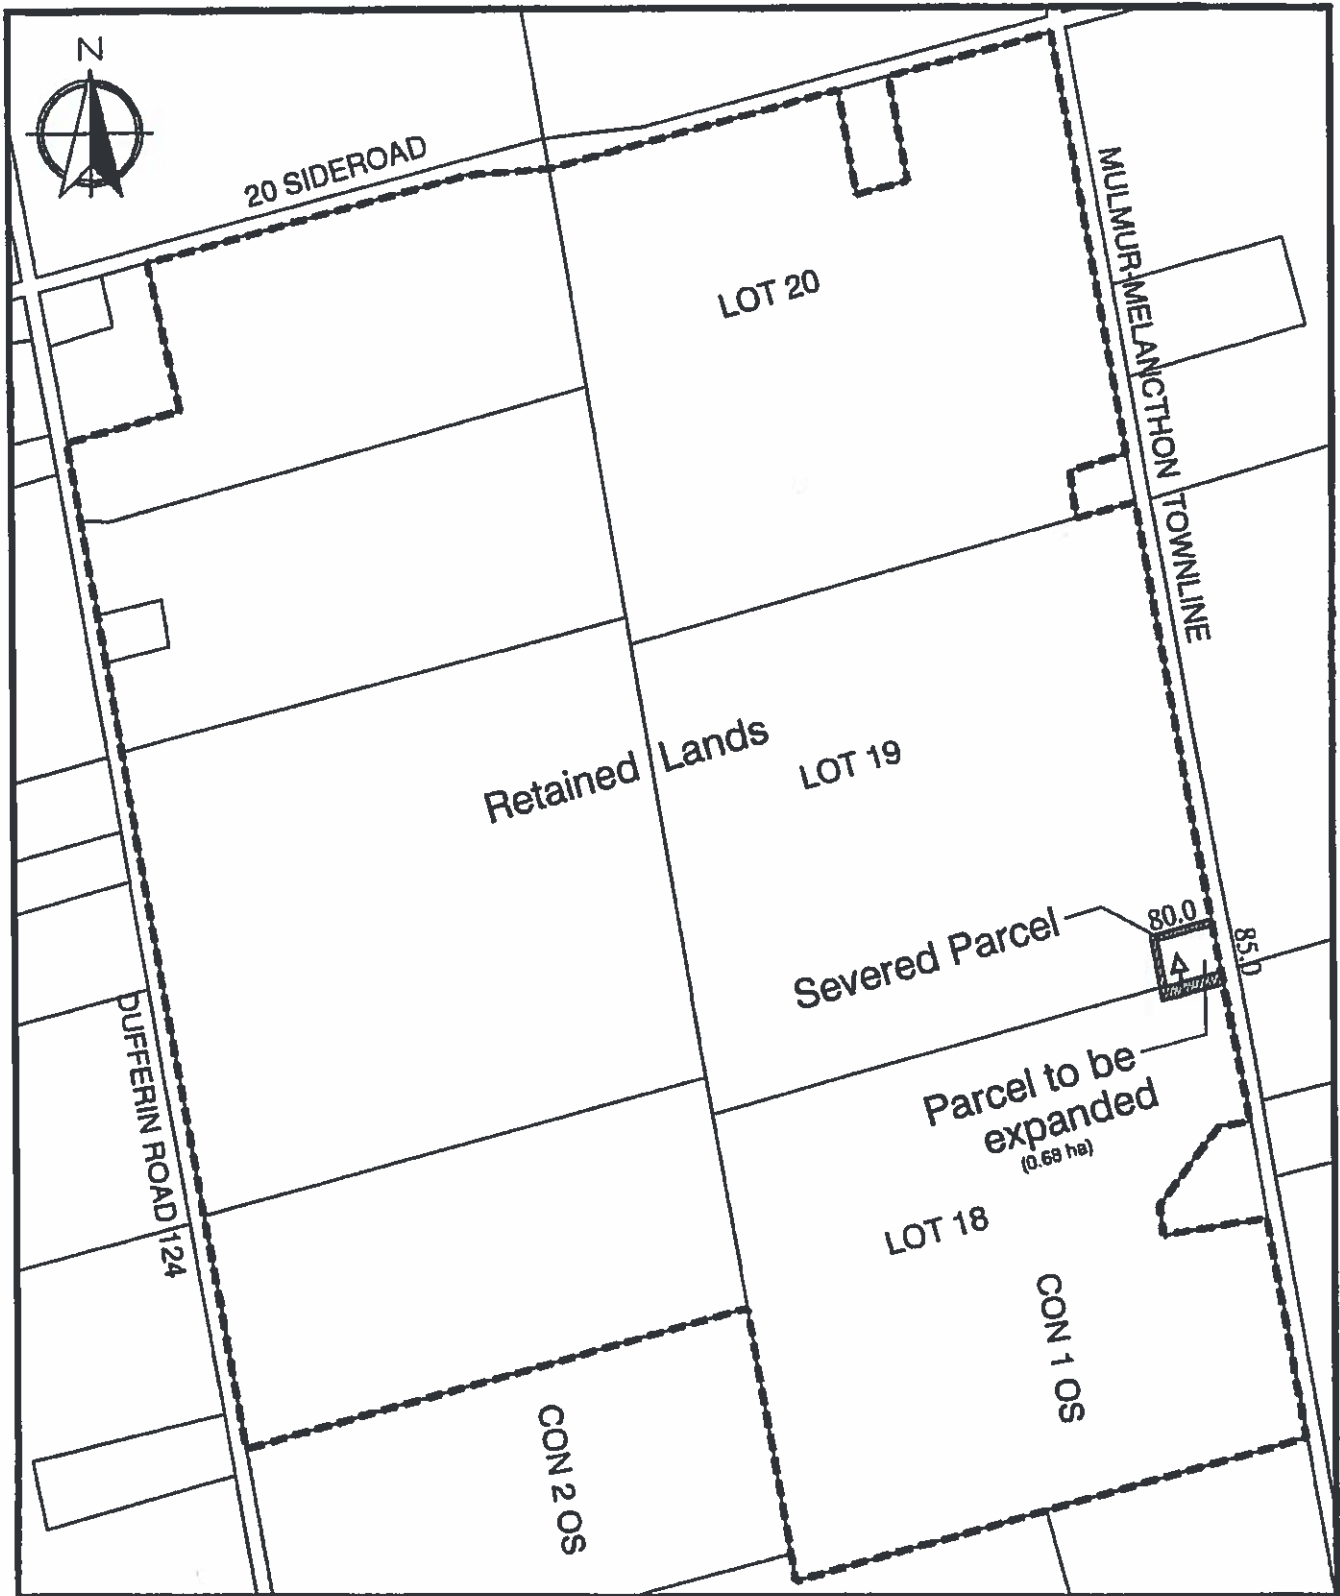 N
20 SIDEROAD
MULMUR-MELANCTHON TOWNLINE
LOT 20
Retained Lands
LOT 19
80.0
85.0
Severed Parcel
Parcel to be
expanded
(0.68 ha)
DUFFERIN ROAD 124
LOT 18
CON 1 OS
CON 2 OS